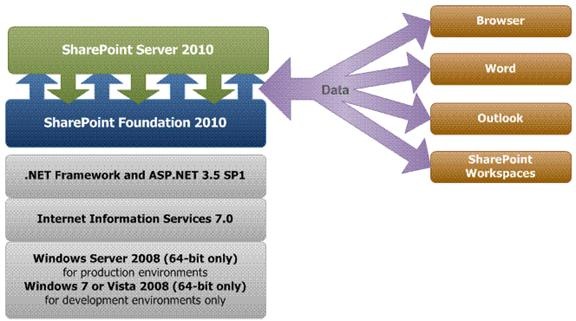 SharePoint Server 2010
SharePoint Foundation 2010
.NET Framework and ASP.NET 3.5 SP1
Internet Information Services 7.0
Windows Server 2008 (64-bit only)
for production environments
Windows 7 or Vista 2008 (64-bit only)
for development environments only
Data
Browser
Word
Outlook
SharePoint
Workspaces